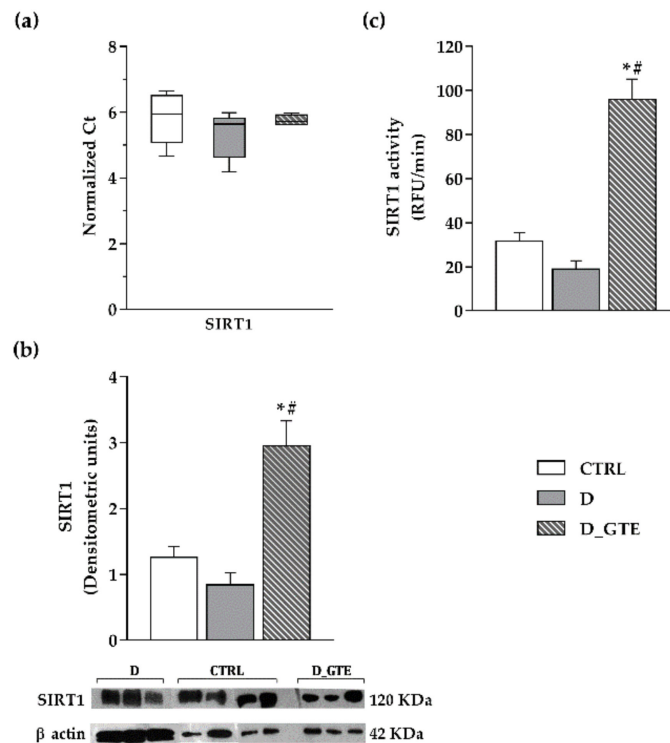 (a)
8
6
4
2
0
Normalized Ct
SIRT1
(c)
120
100
80
60
40
20
0
SIRT1 activity
(RFU/min)
*#
(b)
4
3
2
1
0
SIRT1
(Densitometric units)
*#
CTRL
D
D_GTE
D CTRL D_GTE
SIRT1 120 KDa
β actin 42 KDa